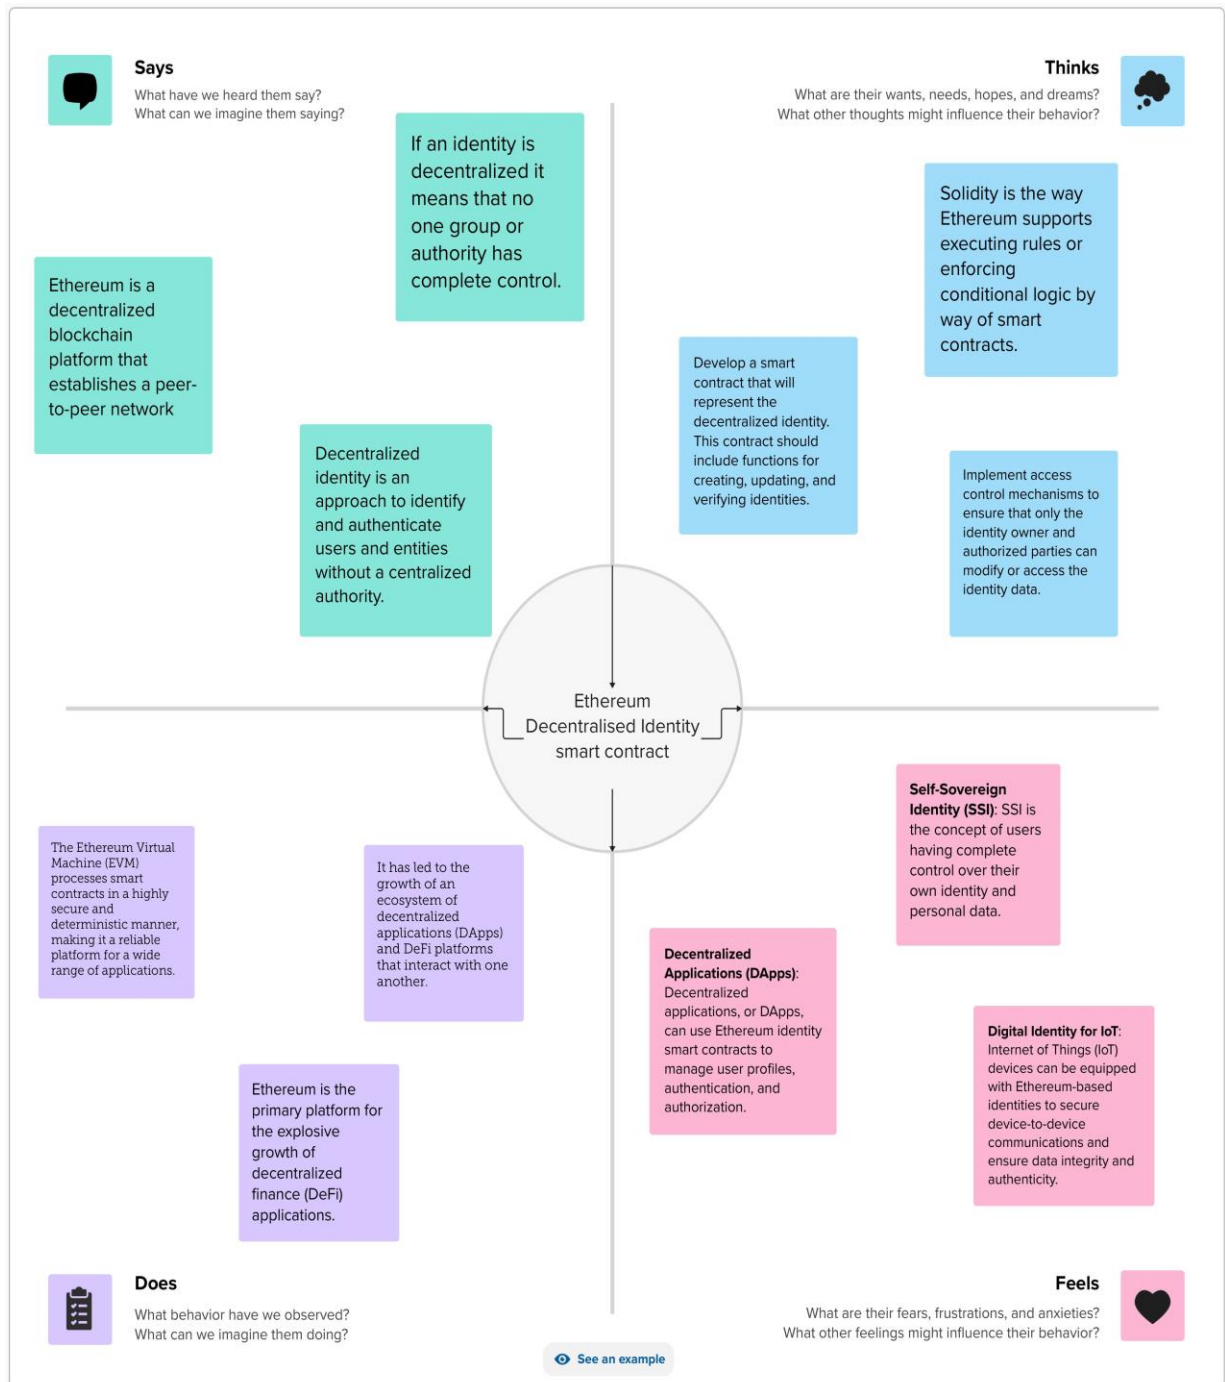 Says
What have we heard them say?
What can we imagine them saying?
Thinks
What are their wants, needs, hopes, and dreams?
What other thoughts might influence their behavior?
If an identity is
decentralized it
means that no
one group or
authority has
complete control.
Ethereum is a
decentralized
blockchain
platform that
establishes a peer-
to-peer network
Decentralized
identity is an
approach to identify
and authenticate
users and entities
without a centralized
authority.
Solidity is the way
Ethereum supports
executing rules or
enforcing
conditional logic by
way of smart
contracts.
Develop a smart
contract that will
represent the
decentralized identity.
This contract should
include functions for
creating, updating, and
verifying identities.
Implement access
control mechanisms to
ensure that only the
identity owner and
authorized parties can
modify or access the
identity data.
Ethereum
Decentralised Identity
smart contract
The Ethereum Virtual
Machine (EVM)
processes smart
contracts in a highly
secure and
deterministic manner,
making it a reliable
platform for a wide
range of applications.
It has led to the
growth of an
ecosystem of
decentralized
applications (DApps)
and DeFi platforms
that interact with one
another.
Ethereum is the
primary platform for
the explosive
growth of
decentralized
finance (DeFi)
applications.
Self-Sovereign
Identity (SSI): SSI is
the concept of users
having complete
control over their
own identity and
personal data.
Decentralized
Applications (DApps):
Decentralized
applications, or DApps,
can use Ethereum identity
smart contracts to
manage user profiles,
authentication, and
authorization.
Digital Identity for IoT:
Internet of Things (IoT)
devices can be equipped
with Ethereum-based
identities to secure
device-to-device
communications and
ensure data integrity and
authenticity.
Does
What behavior have we observed?
What can we imagine them doing?
Feels
What are their fears, frustrations, and anxieties?
What other feelings might influence their behavior?
See an example